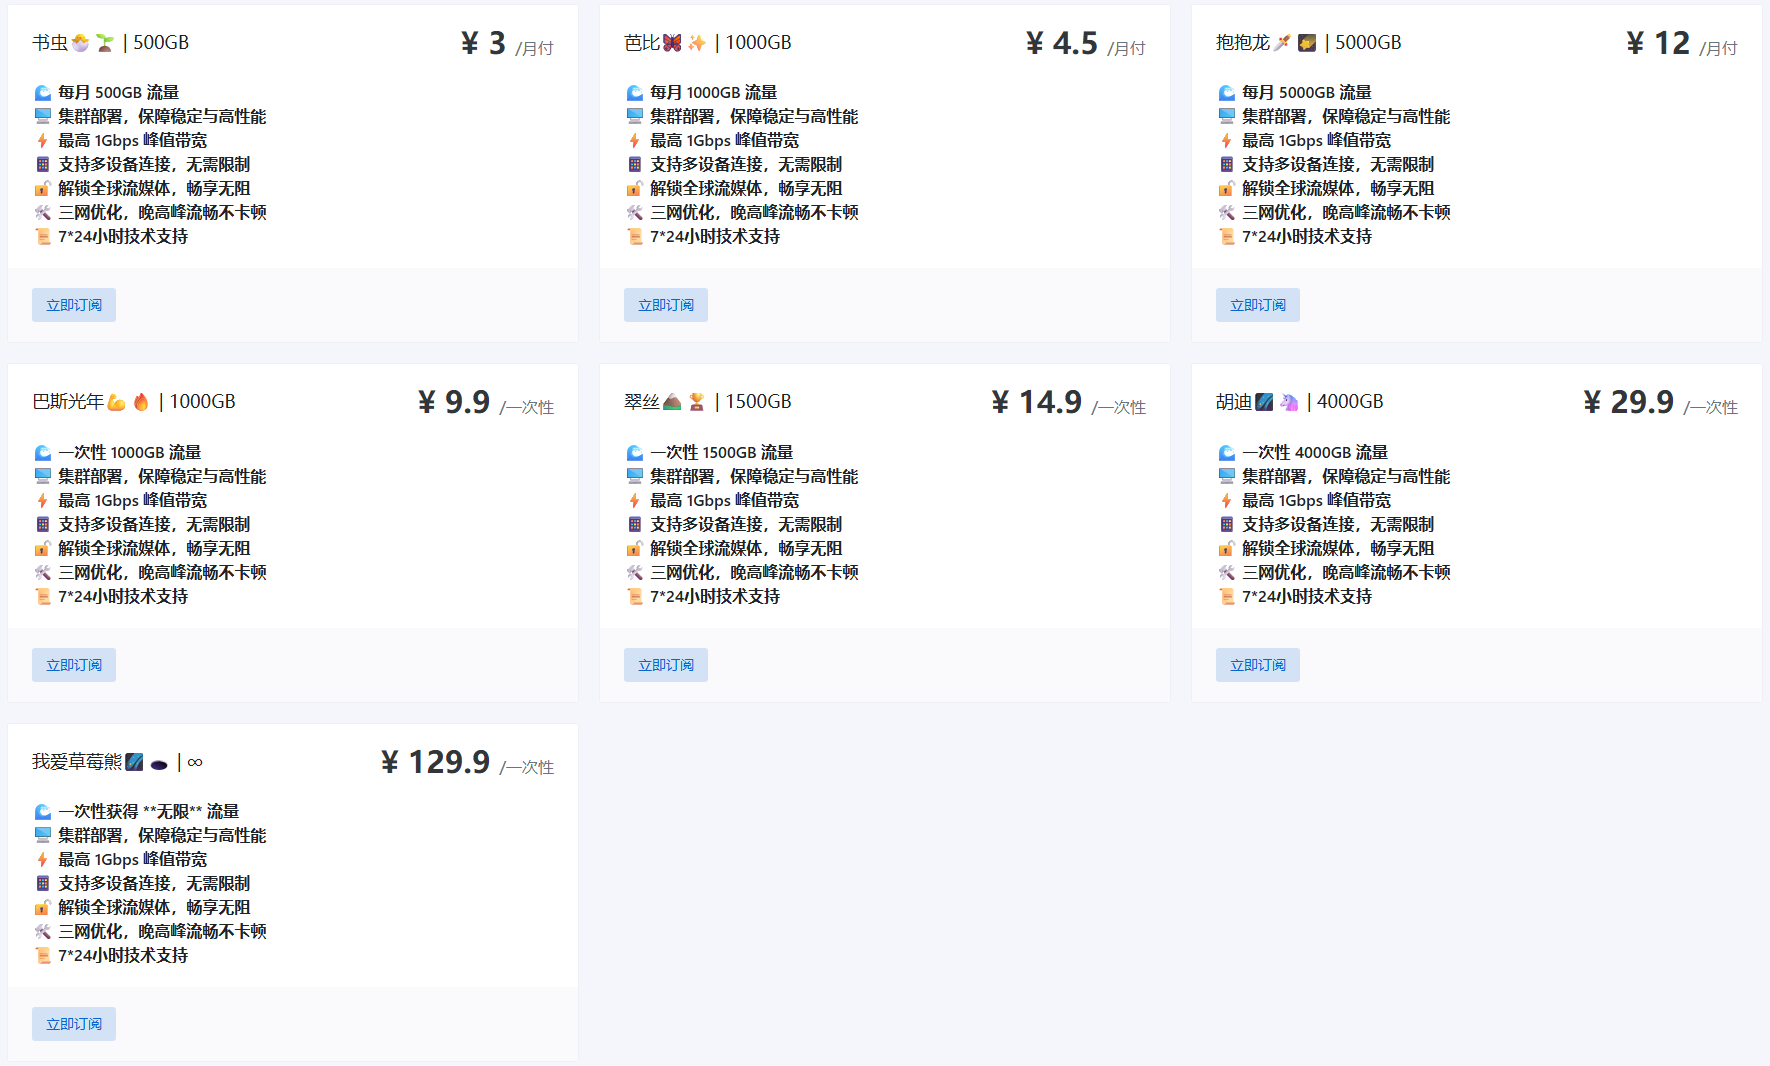 书虫🐣🌱 | 500GB
¥ 3 /月付
🌊 每月 500GB 流量
🖥️ 集群部署，保障稳定与高性能
⚡ 最高 1Gbps 峰值带宽
📱 支持多设备连接，无需限制
🔓 解锁全球流媒体，畅享无阻
🛠️ 三网优化，晚高峰流畅不卡顿
📜 7*24小时技术支持
立即订阅
芭比🦋✨ | 1000GB
¥ 4.5 /月付
🌊 每月 1000GB 流量
🖥️ 集群部署，保障稳定与高性能
⚡ 最高 1Gbps 峰值带宽
📱 支持多设备连接，无需限制
🔓 解锁全球流媒体，畅享无阻
🛠️ 三网优化，晚高峰流畅不卡顿
📜 7*24小时技术支持
立即订阅
抱抱龙🚀💫 | 5000GB
¥ 12 /月付
🌊 每月 5000GB 流量
🖥️ 集群部署，保障稳定与高性能
⚡ 最高 1Gbps 峰值带宽
📱 支持多设备连接，无需限制
🔓 解锁全球流媒体，畅享无阻
🛠️ 三网优化，晚高峰流畅不卡顿
📜 7*24小时技术支持
立即订阅
巴斯光年💪🔥 | 1000GB
¥ 9.9 /一次性
🌊 一次性 1000GB 流量
🖥️ 集群部署，保障稳定与高性能
⚡ 最高 1Gbps 峰值带宽
📱 支持多设备连接，无需限制
🔓 解锁全球流媒体，畅享无阻
🛠️ 三网优化，晚高峰流畅不卡顿
📜 7*24小时技术支持
立即订阅
翠丝⛰️🏆 | 1500GB
¥ 14.9 /一次性
🌊 一次性 1500GB 流量
🖥️ 集群部署，保障稳定与高性能
⚡ 最高 1Gbps 峰值带宽
📱 支持多设备连接，无需限制
🔓 解锁全球流媒体，畅享无阻
🛠️ 三网优化，晚高峰流畅不卡顿
📜 7*24小时技术支持
立即订阅
胡迪🌌🦄 | 4000GB
¥ 29.9 /一次性
🌊 一次性 4000GB 流量
🖥️ 集群部署，保障稳定与高性能
⚡ 最高 1Gbps 峰值带宽
📱 支持多设备连接，无需限制
🔓 解锁全球流媒体，畅享无阻
🛠️ 三网优化，晚高峰流畅不卡顿
📜 7*24小时技术支持
立即订阅
我爱草莓熊🌌🕳️ | ∞
¥ 129.9 /一次性
🌊 一次性获得 **无限** 流量
🖥️ 集群部署，保障稳定与高性能
⚡ 最高 1Gbps 峰值带宽
📱 支持多设备连接，无需限制
🔓 解锁全球流媒体，畅享无阻
🛠️ 三网优化，晚高峰流畅不卡顿
📜 7*24小时技术支持
立即订阅